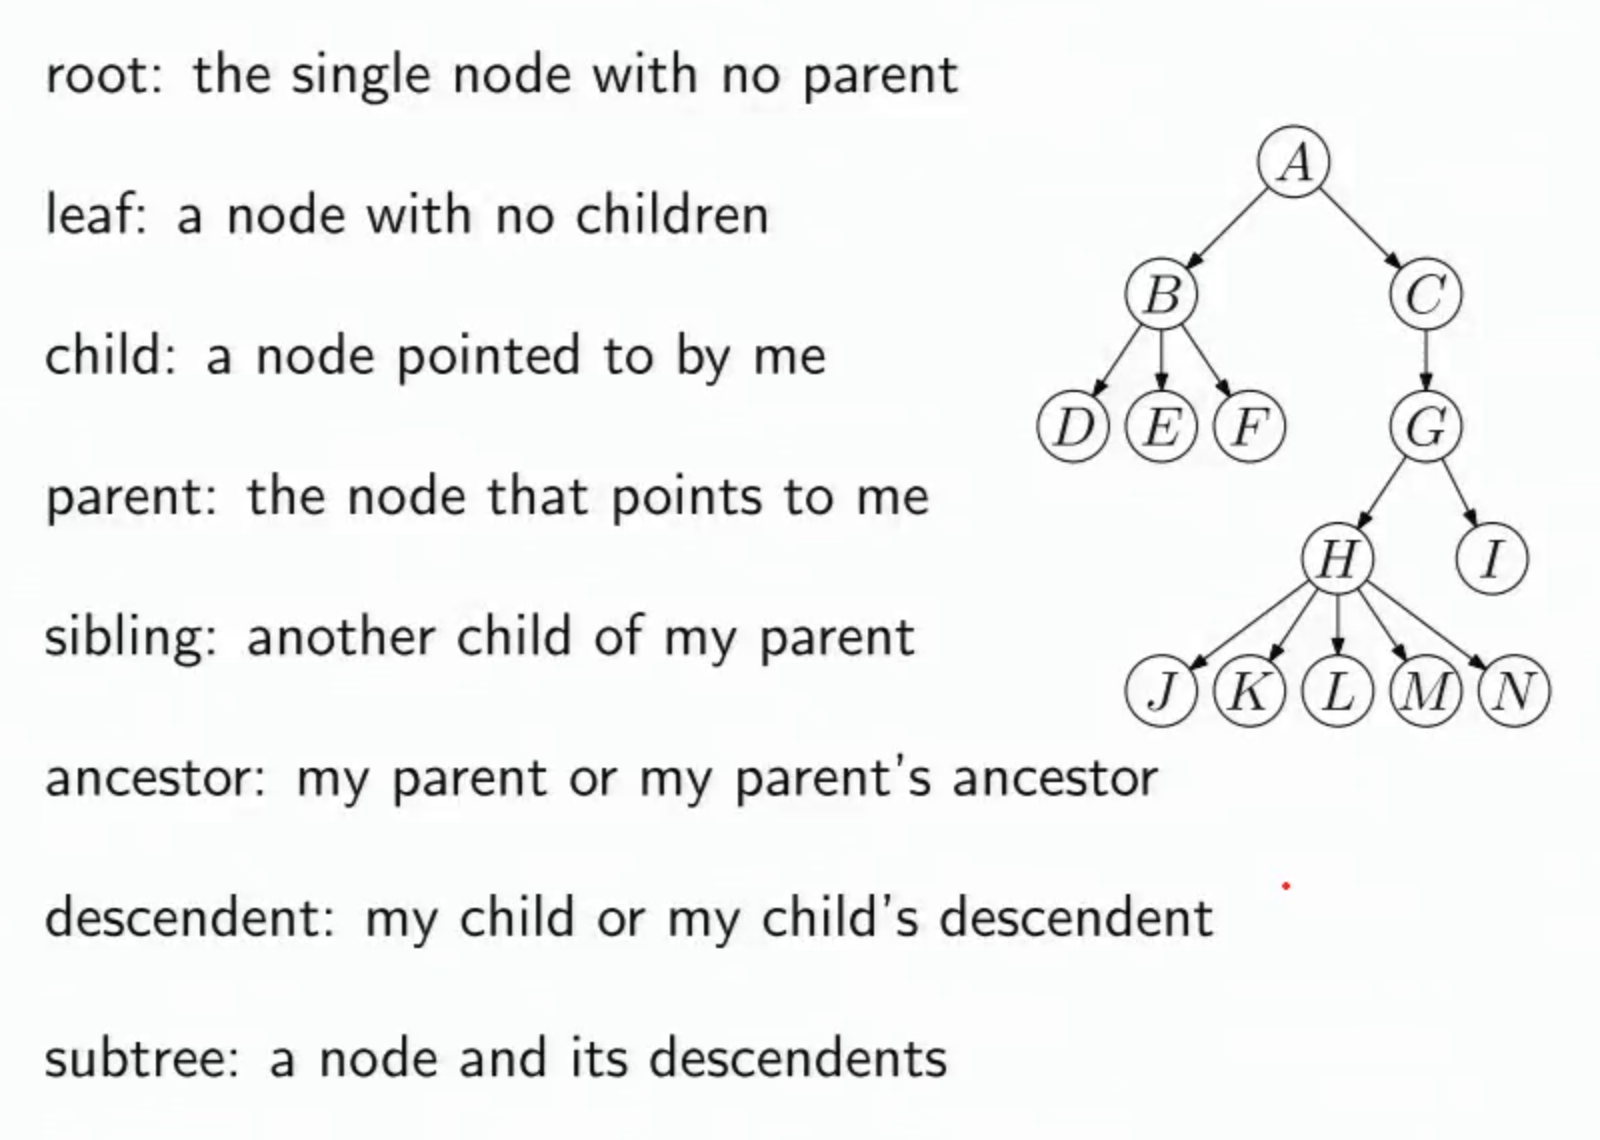 root: the single node with no parent
leaf: a node with no children
child: a node pointed to by me
parent: the node that points to me
sibling: another child of my parent
ancestor: my parent or my parent's ancestor
descendent: my child or my child's descendent
subtree: a node and its descendents
A
B C
D E F G
H I
J K L M N